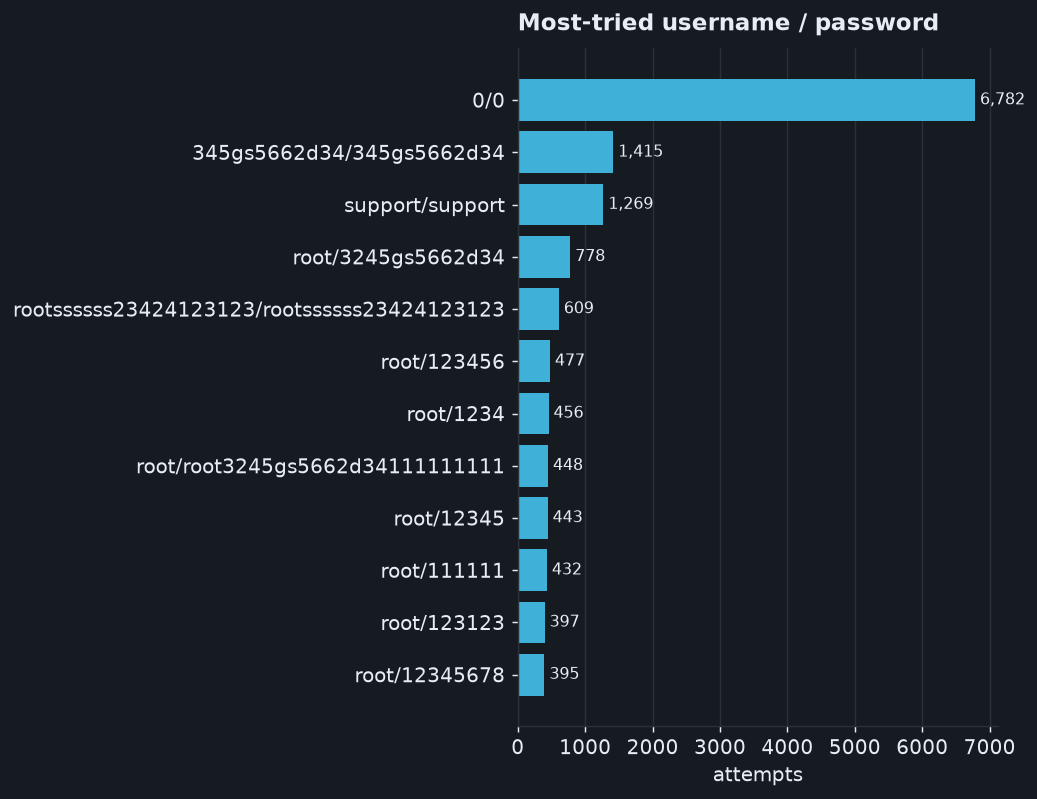 Most-tried username / password
0/0 6,782
345gs5662d34/345gs5662d34 1,415
support/support 1,269
root/3245gs5662d34 778
rootssssss23424123123/rootssssss23424123123 609
root/123456 477
root/1234 456
root/root3245gs5662d34111111111 448
root/12345 443
root/111111 432
root/123123 397
root/12345678 395
0 1000 2000 3000 4000 5000 6000 7000
attempts